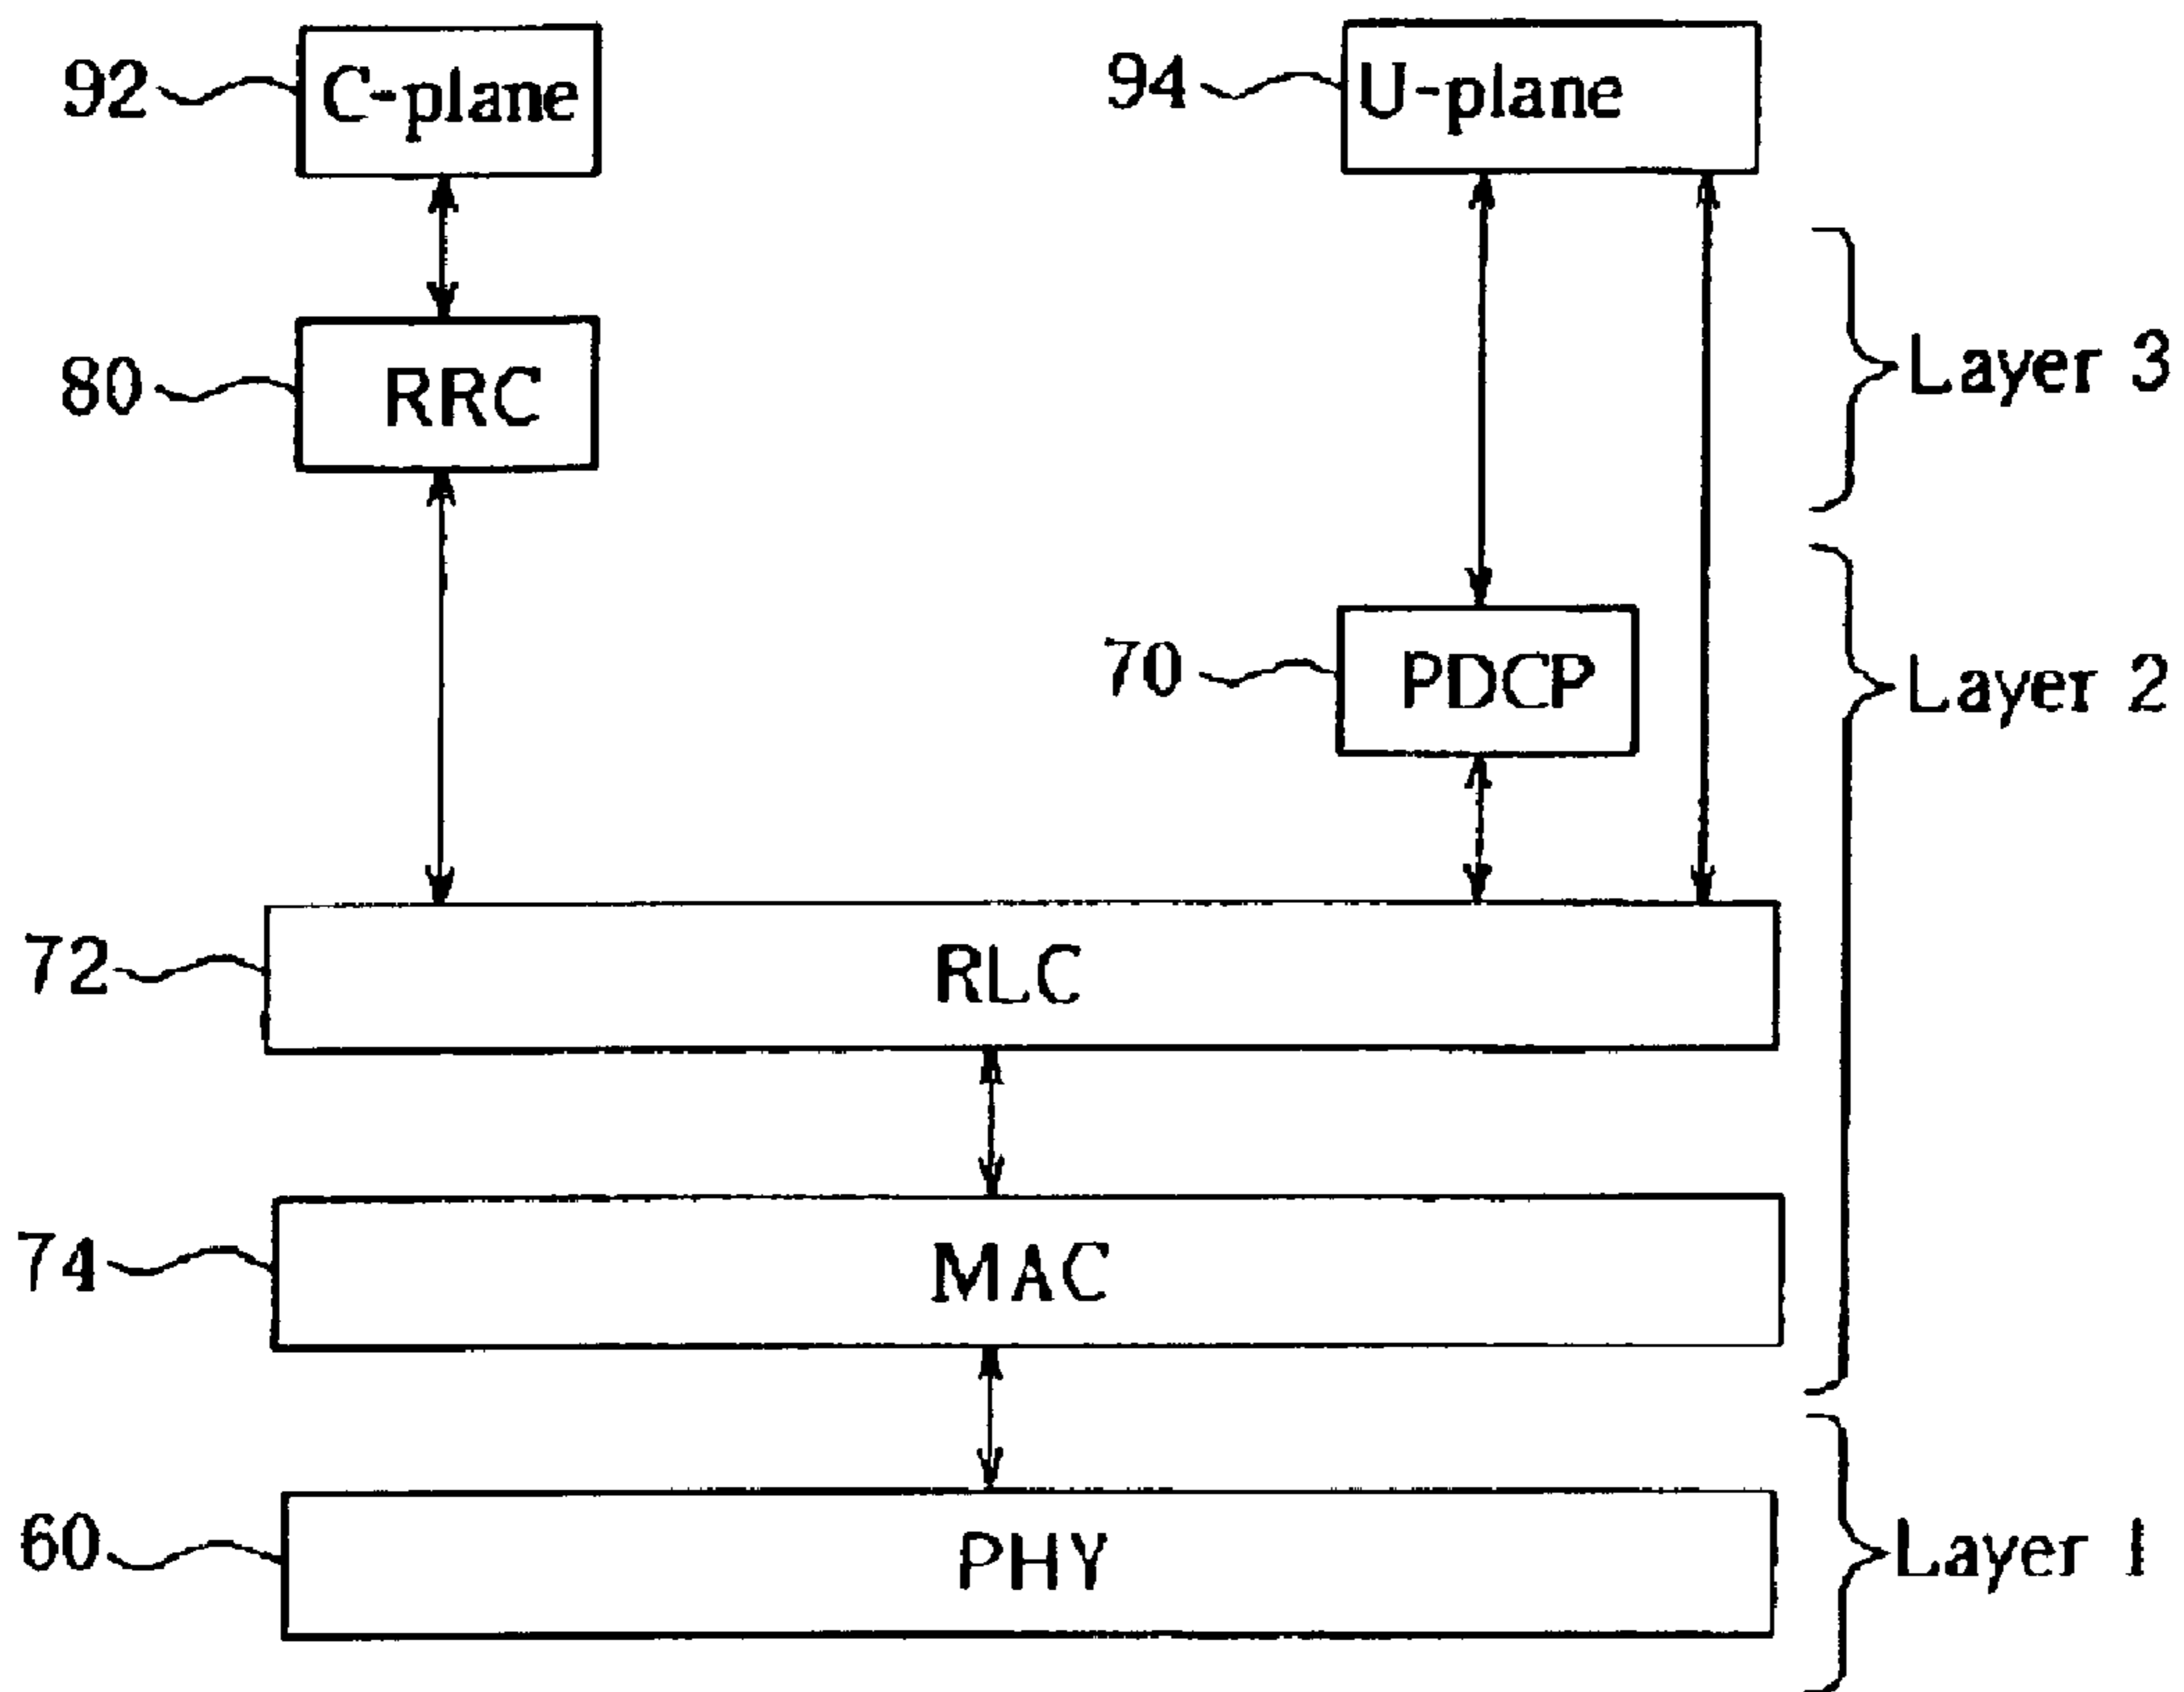 92 C-plane
94 U-plane
80 RRC
Layer 3
70 PDCP
Layer 2
72 RLC
74 MAC
60 PHY
Layer 1